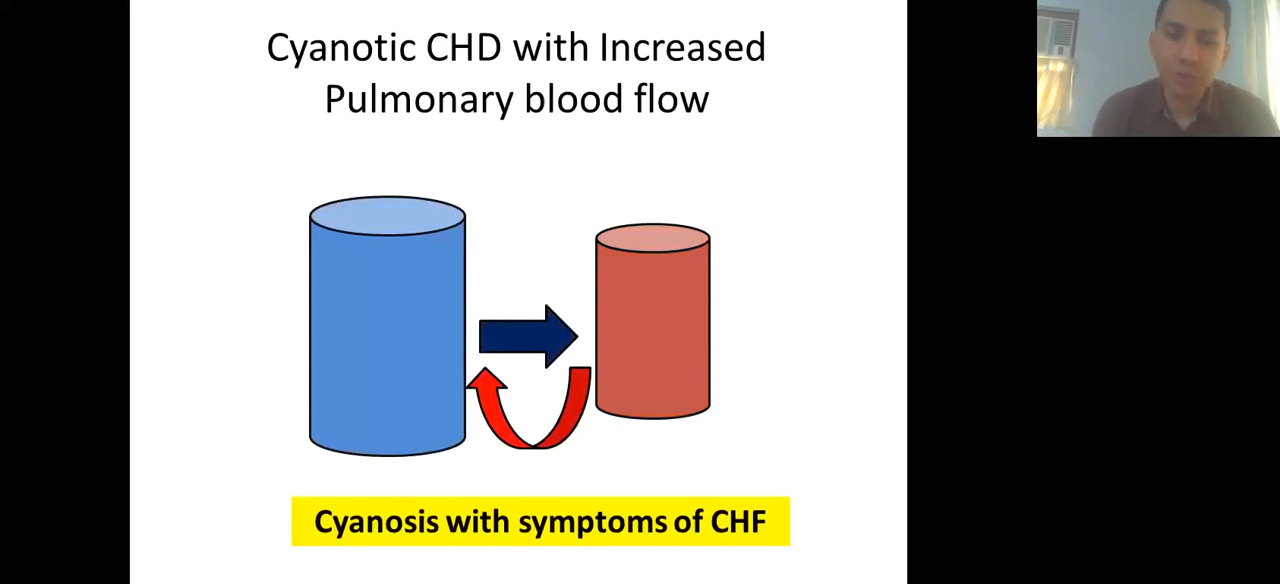 Cyanotic CHD with Increased
Pulmonary blood flow
Cyanosis with symptoms of CHF